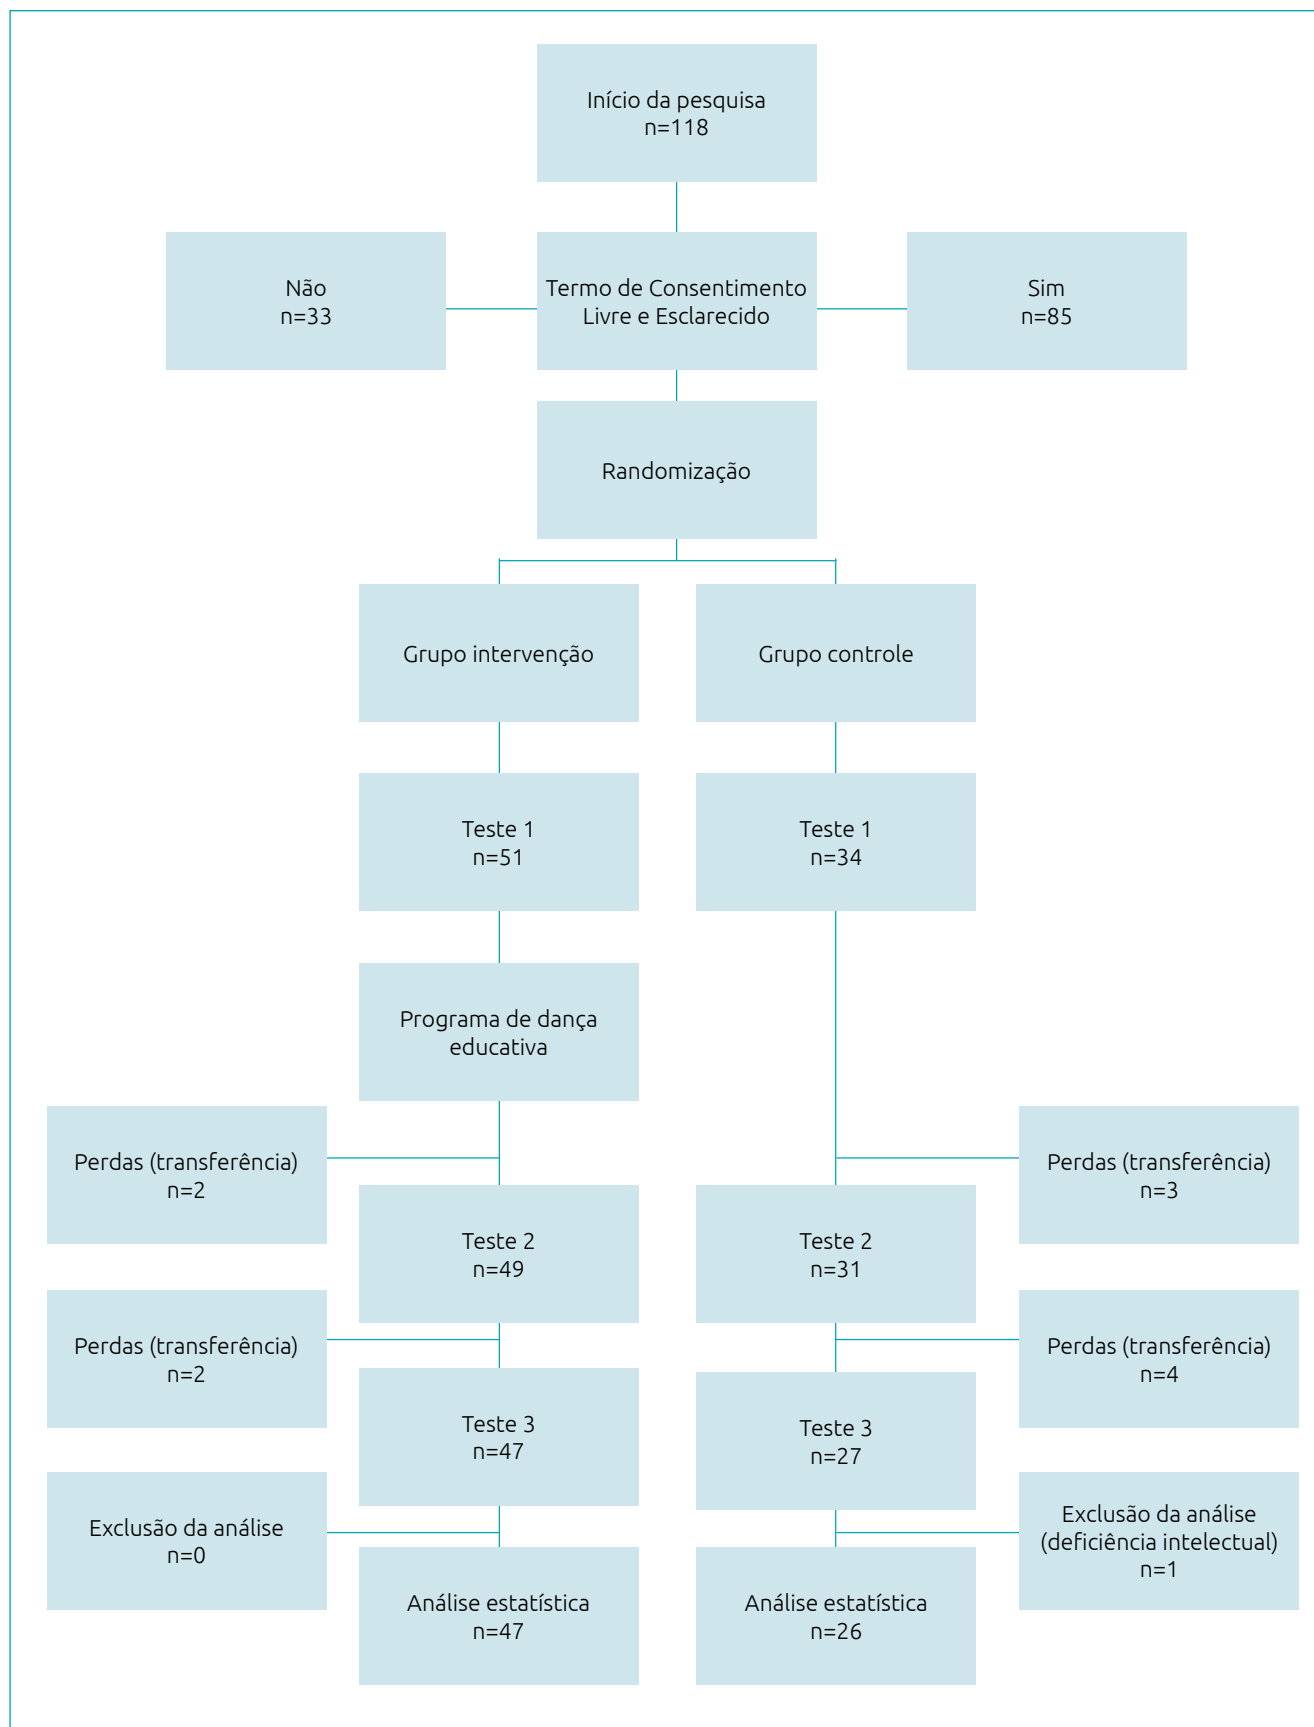 Início da pesquisa
n=118
Não
n=33
Termo de Consentimento
Livre e Esclarecido
Sim
n=85
Randomização
Grupo intervenção
Grupo controle
Teste 1
n=51
Teste 1
n=34
Programa de dança
educativa
Perdas (transferência)
n=2
Perdas (transferência)
n=3
Teste 2
n=49
Teste 2
n=31
Perdas (transferência)
n=2
Perdas (transferência)
n=4
Teste 3
n=47
Teste 3
n=27
Exclusão da análise
n=0
Exclusão da análise
(deficiência intelectual)
n=1
Análise estatística
n=47
Análise estatística
n=26